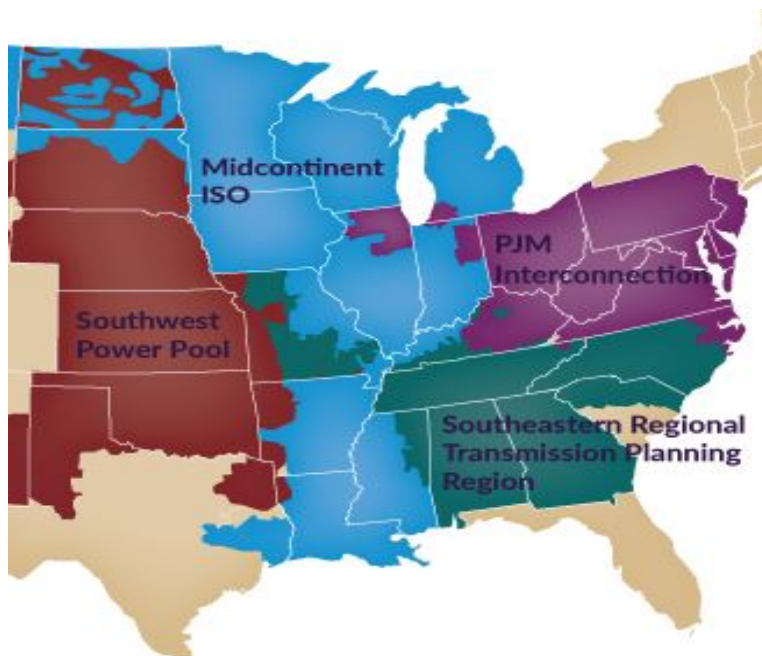 Midcontinent
ISO
PJM
Interconnection
Southwest
Power Pool
Southeastern Regional
Transmission Planning
Region